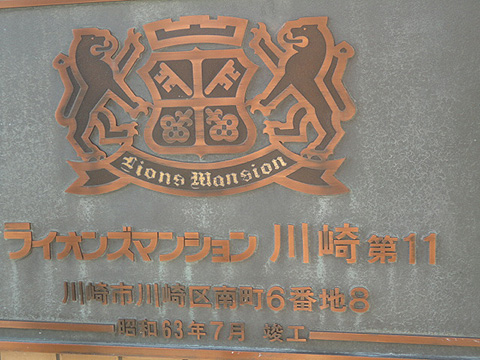 Lions Mansion
ライオンズマンション 川崎 第11
川崎市川崎区南町6番地8
昭和63年7月 竣工